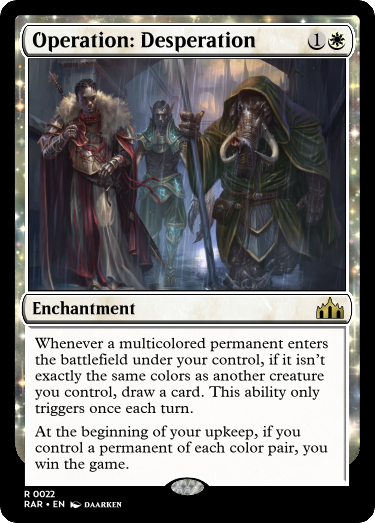 Operation: Desperation 1
Enchantment
Whenever a multicolored permanent enters
the battlefield under your control, if it isn't
exactly the same colors as another creature
you control, draw a card. This ability only
triggers once each turn.
At the beginning of your upkeep, if you
control a permanent of each color pair, you
win the game.
R 0022
RAR • EN DAARKEN